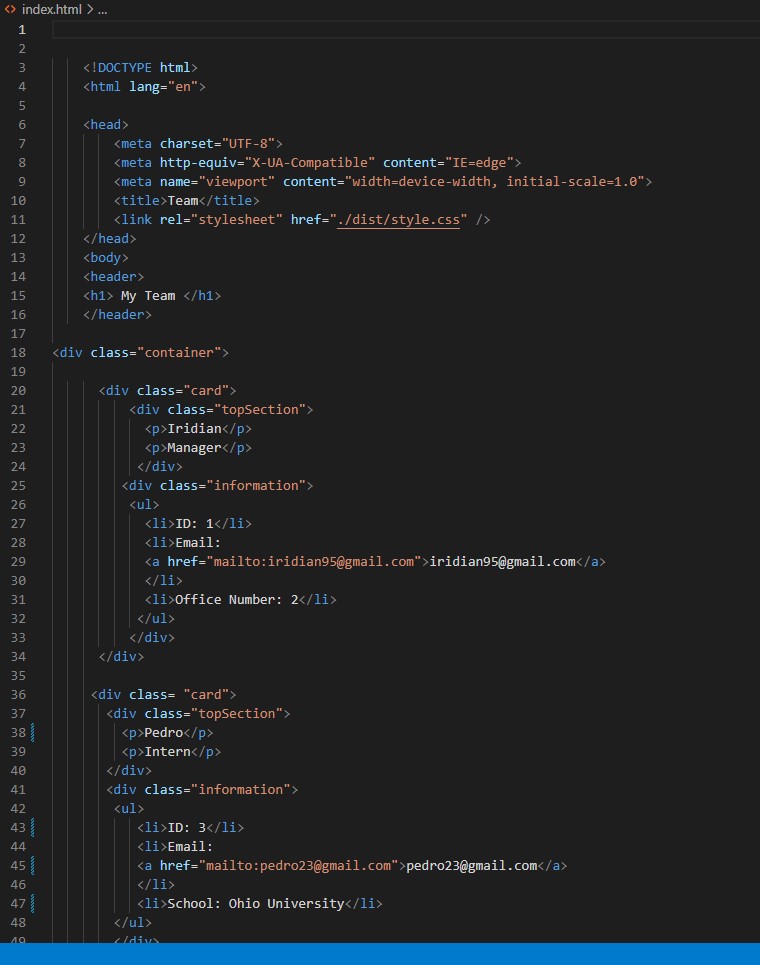 index.html > ...
1
2
3 <!DOCTYPE html>
4 <html lang="en">
5
6 <head>
7 <meta charset="UTF-8">
8 <meta http-equiv="X-UA-Compatible" content="IE=edge">
9 <meta name="viewport" content="width=device-width, initial-scale=1.0">
10 <title>Team</title>
11 <link rel="stylesheet" href="./dist/style.css" />
12 </head>
13 <body>
14 <header>
15 <h1> My Team </h1>
16 </header>
17
18 <div class="container">
19
20 <div class="card">
21 <div class="topSection">
22 <p>Iridian</p>
23 <p>Manager</p>
24 </div>
25 <div class="information">
26 <ul>
27 <li>ID: 1</li>
28 <li>Email:
29 <a href="mailto:iridian95@gmail.com">iridian95@gmail.com</a>
30 </li>
31 <li>Office Number: 2</li>
32 </ul>
33 </div>
34 </div>
35
36 <div class= "card">
37 <div class="topSection">
38 <p>Pedro</p>
39 <p>Intern</p>
40 </div>
41 <div class="information">
42 <ul>
43 <li>ID: 3</li>
44 <li>Email:
45 <a href="mailto:pedro23@gmail.com">pedro23@gmail.com</a>
46 </li>
47 <li>School: Ohio University</li>
48 </ul>
49 </div>